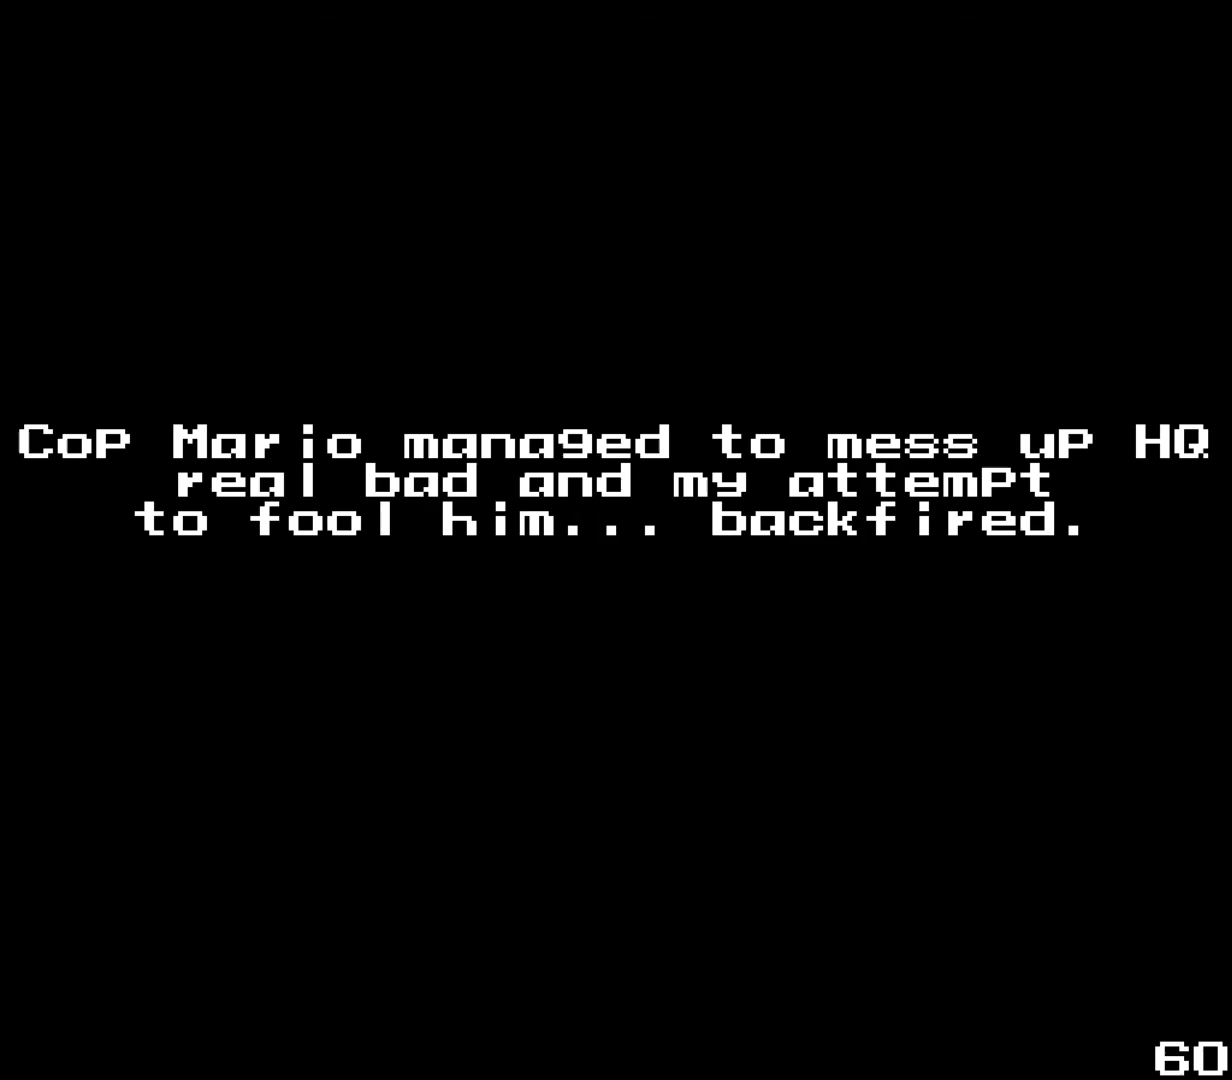 Cop Mario managed to mess up HQ
real bad and my attempt
to fool him... backfired.
60